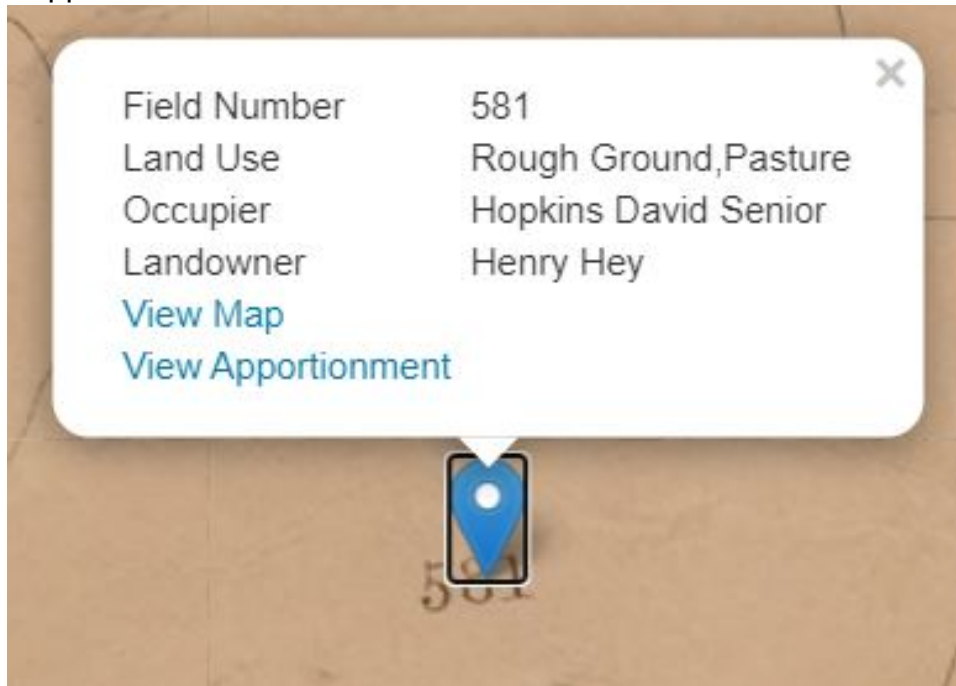 Field Number 581
Land Use Rough Ground,Pasture
Occupier Hopkins David Senior
Landowner Henry Hey
View Map
View Apportionment
581